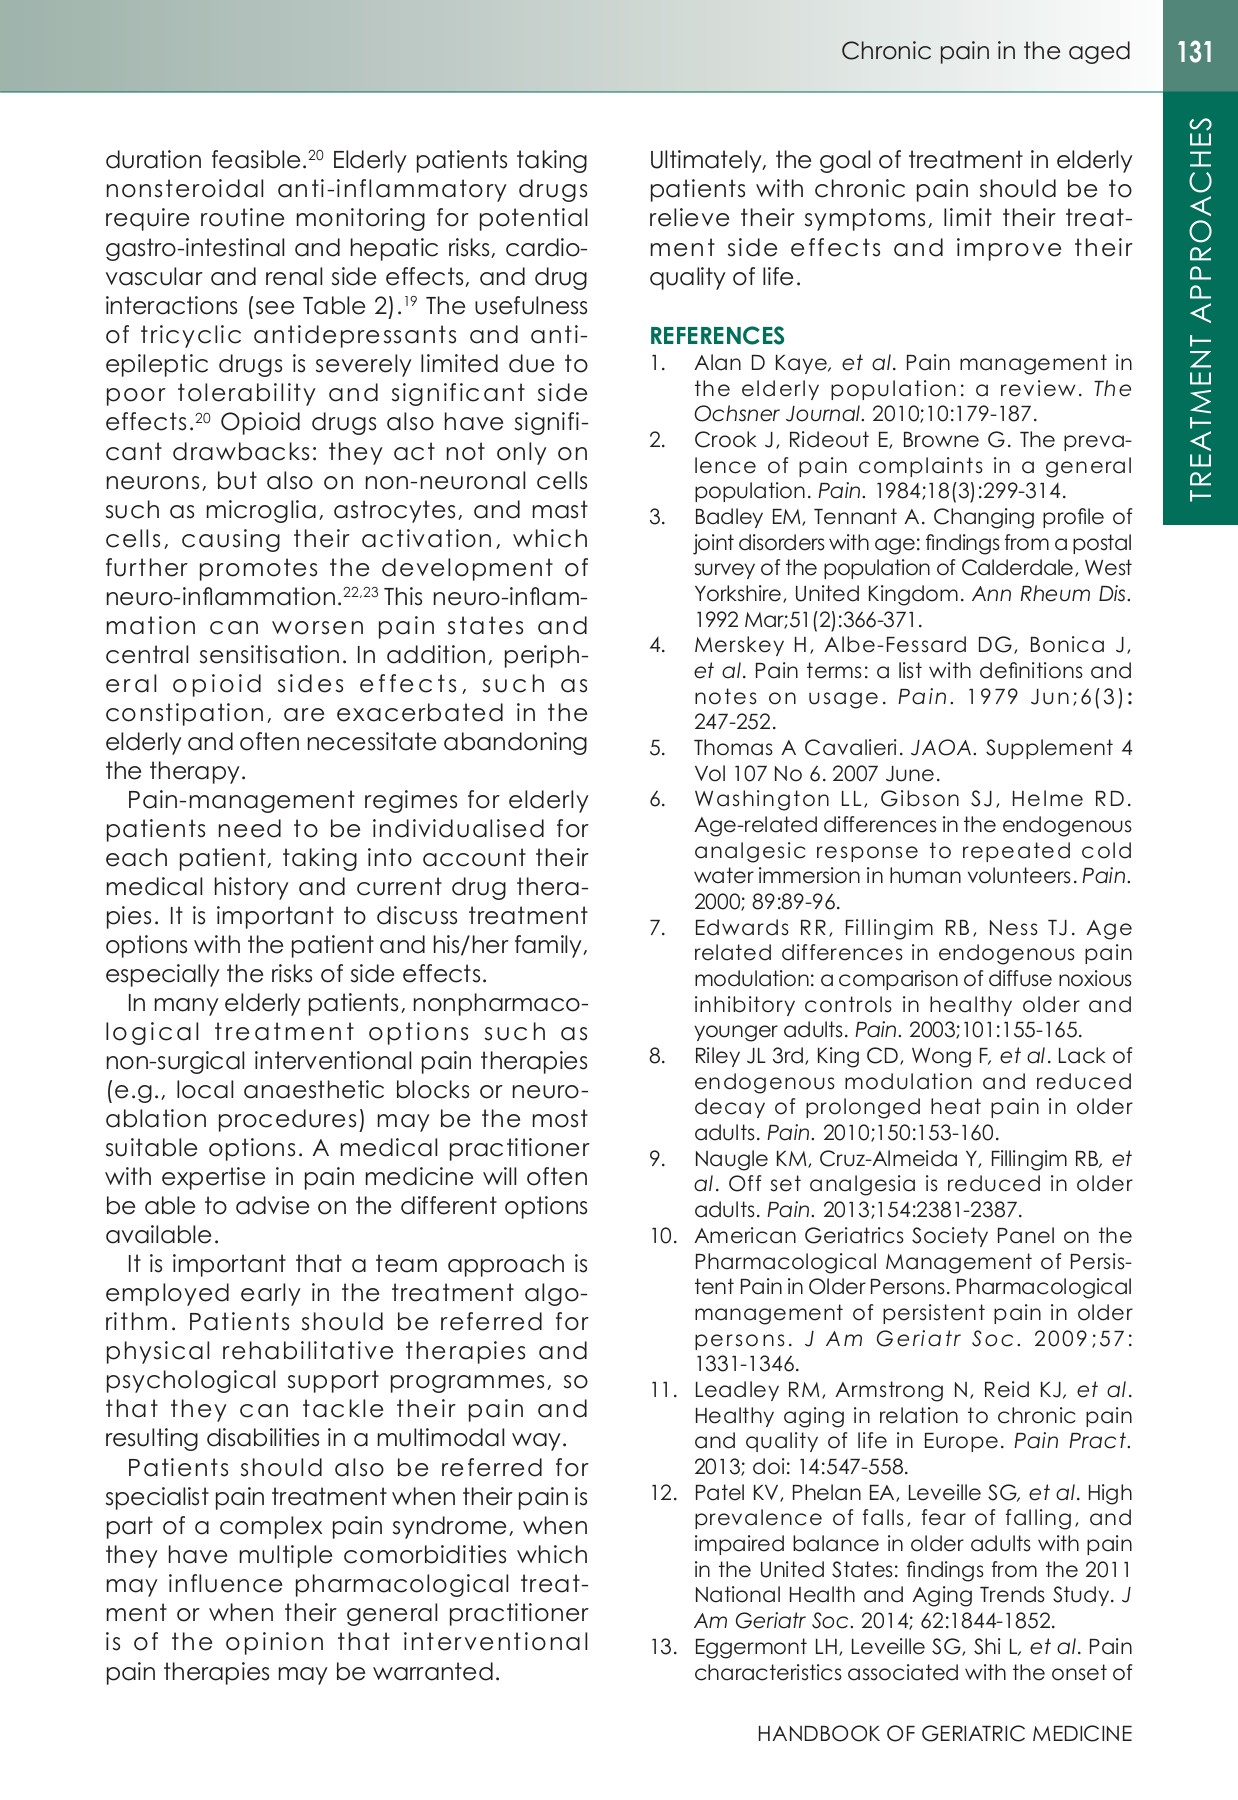 Chronic pain in the aged
131
TREATMENT APPROACHES
duration feasible.20 Elderly patients taking
nonsteroidal anti-inflammatory drugs
require routine monitoring for potential
gastro-intestinal and hepatic risks, cardio-
vascular and renal side effects, and drug
interactions (see Table 2).19 The usefulness
of tricyclic antidepressants and anti-
epileptic drugs is severely limited due to
poor tolerability and significant side
effects.20 Opioid drugs also have signifi-
cant drawbacks: they act not only on
neurons, but also on non-neuronal cells
such as microglia, astrocytes, and mast
cells, causing their activation, which
further promotes the development of
neuro-inflammation.22,23 This neuro-inflam-
mation can worsen pain states and
central sensitisation. In addition, periph-
eral opioid sides effects, such as
constipation, are exacerbated in the
elderly and often necessitate abandoning
the therapy.
Pain-management regimes for elderly
patients need to be individualised for
each patient, taking into account their
medical history and current drug thera-
pies. It is important to discuss treatment
options with the patient and his/her family,
especially the risks of side effects.
In many elderly patients, nonpharmaco-
logical treatment options such as
non-surgical interventional pain therapies
(e.g., local anaesthetic blocks or neuro-
ablation procedures) may be the most
suitable options. A medical practitioner
with expertise in pain medicine will often
be able to advise on the different options
available.
It is important that a team approach is
employed early in the treatment algo-
rithm. Patients should be referred for
physical rehabilitative therapies and
psychological support programmes, so
that they can tackle their pain and
resulting disabilities in a multimodal way.
Patients should also be referred for
specialist pain treatment when their pain is
part of a complex pain syndrome, when
they have multiple comorbidities which
may influence pharmacological treat-
ment or when their general practitioner
is of the opinion that interventional
pain therapies may be warranted.
Ultimately, the goal of treatment in elderly
patients with chronic pain should be to
relieve their symptoms, limit their treat-
ment side effects and improve their
quality of life.
REFERENCES
1. Alan D Kaye, et al. Pain management in
the elderly population: a review. The
Ochsner Journal. 2010;10:179-187.
2. Crook J, Rideout E, Browne G. The preva-
lence of pain complaints in a general
population. Pain. 1984;18(3):299-314.
3. Badley EM, Tennant A. Changing profile of
joint disorders with age: findings from a postal
survey of the population of Calderdale, West
Yorkshire, United Kingdom. Ann Rheum Dis.
1992 Mar;51(2):366-371.
4. Merskey H, Albe-Fessard DG, Bonica J,
et al. Pain terms: a list with definitions and
notes on usage. Pain. 1979 Jun;6(3):
247-252.
5. Thomas A Cavalieri. JAOA. Supplement 4
Vol 107 No 6. 2007 June.
6. Washington LL, Gibson SJ, Helme RD.
Age-related differences in the endogenous
analgesic response to repeated cold
water immersion in human volunteers. Pain.
2000; 89:89-96.
7. Edwards RR, Fillingim RB, Ness TJ. Age
related differences in endogenous pain
modulation: a comparison of diffuse noxious
inhibitory controls in healthy older and
younger adults. Pain. 2003;101:155-165.
8. Riley JL 3rd, King CD, Wong F, et al. Lack of
endogenous modulation and reduced
decay of prolonged heat pain in older
adults. Pain. 2010;150:153-160.
9. Naugle KM, Cruz-Almeida Y, Fillingim RB, et
al. Off set analgesia is reduced in older
adults. Pain. 2013;154:2381-2387.
10. American Geriatrics Society Panel on the
Pharmacological Management of Persis-
tent Pain in Older Persons. Pharmacological
management of persistent pain in older
persons. J Am Geriatr Soc. 2009;57:
1331-1346.
11. Leadley RM, Armstrong N, Reid KJ, et al.
Healthy aging in relation to chronic pain
and quality of life in Europe. Pain Pract.
2013; doi: 14:547-558.
12. Patel KV, Phelan EA, Leveille SG, et al. High
prevalence of falls, fear of falling, and
impaired balance in older adults with pain
in the United States: findings from the 2011
National Health and Aging Trends Study. J
Am Geriatr Soc. 2014; 62:1844-1852.
13. Eggermont LH, Leveille SG, Shi L, et al. Pain
characteristics associated with the onset of
HANDBOOK OF GERIATRIC MEDICINE